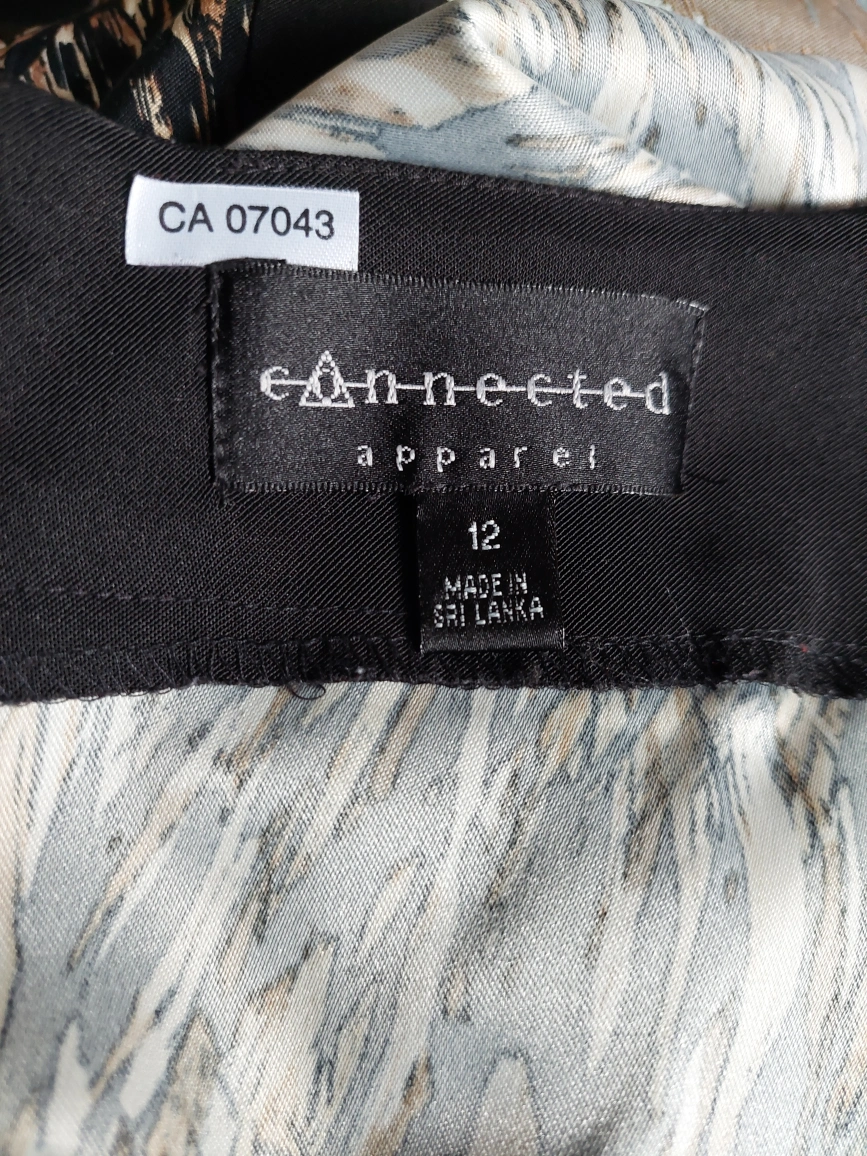 CA 07043
connected
apparel
12
MADE IN
SRI LANKA